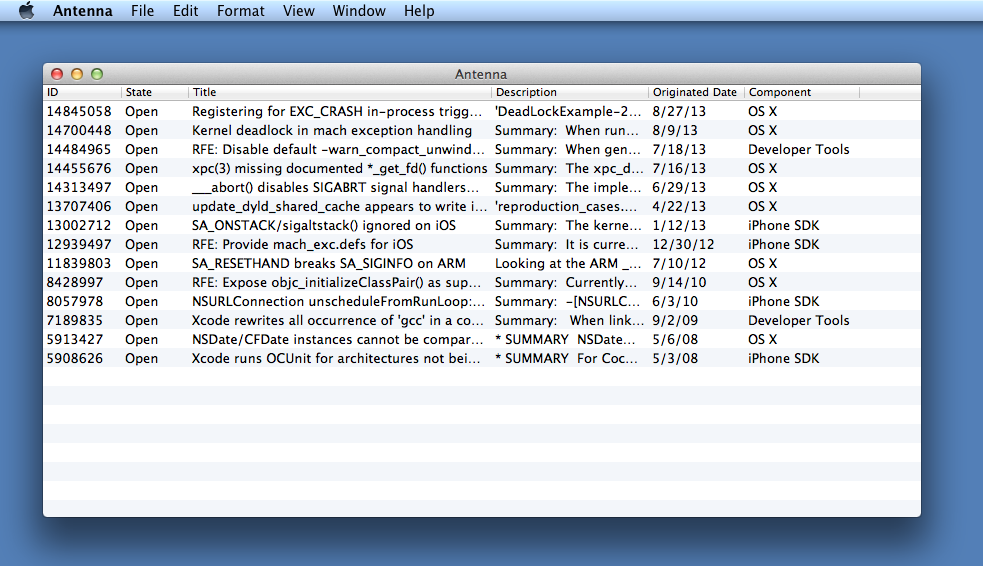 Antenna File Edit Format View Window Help
Antenna
ID State Title Description Originated Date Component
14845058 Open Registering for EXC_CRASH in-process trigg... 'DeadLockExample-2... 8/27/13 OS X
14700448 Open Kernel deadlock in mach exception handling Summary: When run... 8/9/13 OS X
14484965 Open RFE: Disable default -warn_compact_unwind... Summary: When gen... 7/18/13 Developer Tools
14455676 Open xpc(3) missing documented *_get_fd() functions Summary: The xpc_d... 7/16/13 OS X
14313497 Open ___abort() disables SIGABRT signal handlers... Summary: The imple... 6/29/13 OS X
13707406 Open update_dyld_shared_cache appears to write i... 'reproduction_cases.... 4/22/13 OS X
13002712 Open SA_ONSTACK/sigaltstack() ignored on iOS Summary: The kerne... 1/12/13 iPhone SDK
12939497 Open RFE: Provide mach_exc.defs for iOS Summary: It is curre... 12/30/12 iPhone SDK
11839803 Open SA_RESETHAND breaks SA_SIGINFO on ARM Looking at the ARM _... 7/10/12 OS X
8428997 Open RFE: Expose objc_initializeClassPair() as sup... Summary: Currently... 9/14/10 OS X
8057978 Open NSURLConnection unscheduleFromRunLoop:... Summary: -[NSURLC... 6/3/10 iPhone SDK
7189835 Open Xcode rewrites all occurrence of 'gcc' in a co... Summary: When link... 9/2/09 Developer Tools
5913427 Open NSDate/CFDate instances cannot be compar... * SUMMARY NSDate... 5/6/08 OS X
5908626 Open Xcode runs OCUnit for architectures not bei... * SUMMARY For Coc... 5/3/08 iPhone SDK